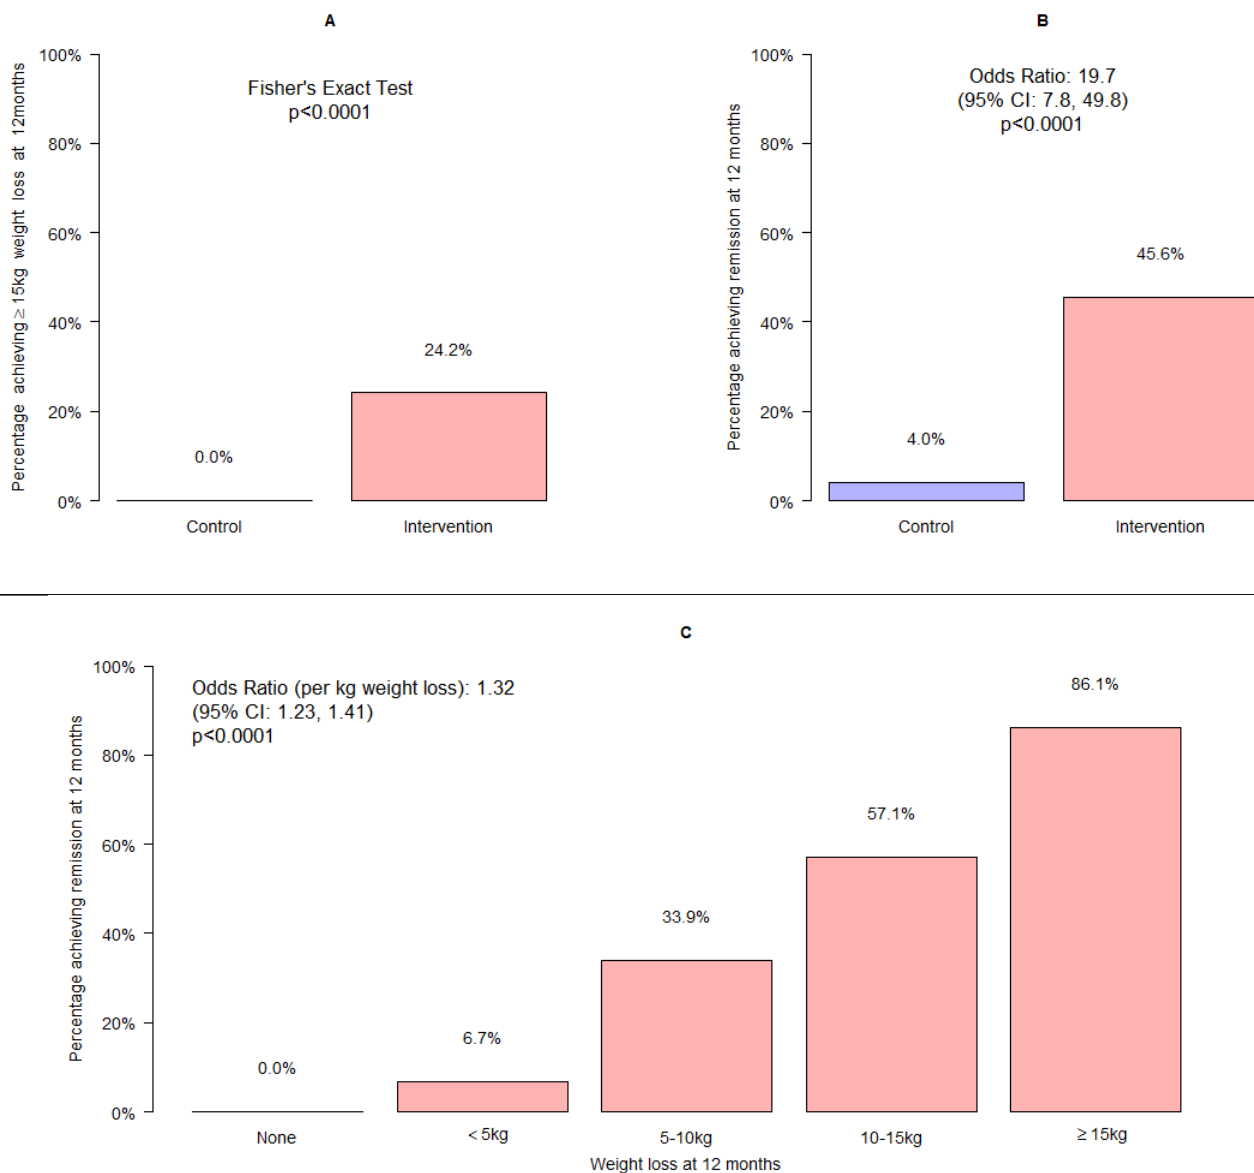 A
Percentage achieving ≥ 15kg weight loss at 12months
100%
80%
60%
40%
20%
0%
Fisher's Exact Test
p<0.0001
0.0%
24.2%
Control
Intervention
B
Percentage achieving remission at 12 months
100%
80%
60%
40%
20%
0%
Odds Ratio: 19.7
(95% CI: 7.8, 49.8)
p<0.0001
4.0%
45.6%
Control
Intervention
C
Percentage achieving remission at 12 months
100%
80%
60%
40%
20%
0%
Odds Ratio (per kg weight loss): 1.32
(95% CI: 1.23, 1.41)
p<0.0001
0.0%
6.7%
33.9%
57.1%
86.1%
None
< 5kg
5-10kg
10-15kg
≥ 15kg
Weight loss at 12 months